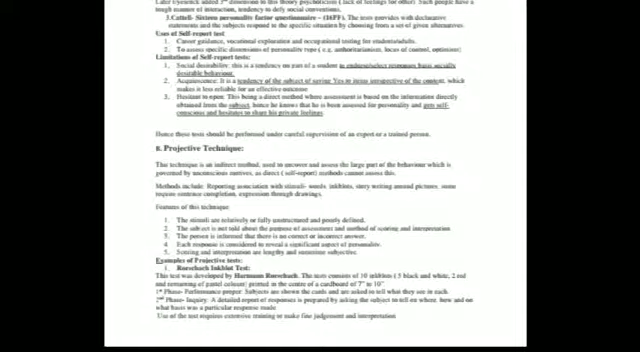 Later Eysenck added 3rd dimension to this theory psychoticism (lack of feelings for other). Such people have a
tough manner of interaction, tendency to defy social conventions.
3.Cattell- Sixteen personality factor questionnaire – (16PF). The tests provides with declarative
statements and the subjects respond to the specific situation by choosing from a set of given alternatives.
Uses of Self-report test:
1. Career guidance, vocational exploration and occupational testing for students/adults.
2. To assess specific dimensions of personality type ( e.g. authoritarianism, locus of control, optimism)
Limitations of Self-report tests:
1. Social desirability: this is a tendency on part of a student to endorse/select responses basis socially
desirable behaviour.
2. Acquiescence: It is a tendency of the subject of saying Yes to items irrespective of the content, which
makes it less reliable for an effective outcome
3. Hesitant to open: This being a direct method where assessment is based on the information directly
obtained from the subject, hence he knows that he is been assessed for personality and gets self-
conscious and hesitates to share his private feelings.
Hence these tests should be performed under careful supervision of an expert or a trained person.
B. Projective Technique:
This technique is an indirect method, used to uncover and assess the large part of the behaviour which is
governed by unconscious motives, as direct ( self-report) methods cannot assess this.
Methods include: Reporting association with stimuli- words inkblots, story writing around pictures, some
require sentence completion, expression through drawings.
Features of this technique:
1. The stimuli are relatively or fully unstructured and poorly defined.
2. The subject is not told about the purpose of assessment and method of scoring and interpretation
3. The person is informed that there is no correct or incorrect answer.
4. Each response is considered to reveal a significant aspect of personality.
5. Scoring and interpretation are lengthy and sometimes subjective.
Examples of Projective tests:
1. Rorschach Inkblot Test:
This test was developed by Harmann Rorschach. The tests consists of 10 inkblots ( 5 black and white, 2 red
and remaining of pastel colours) printed in the centre of a cardboard of 7" to 10"
1st Phase- Performance proper: Subjects are shown the cards and are asked to tell what they see in each.
2nd Phase- Inquiry: A detailed report of responses is prepared by asking the subject to tell on where, how and on
what basis was a particular response made
Use of the test requires extensive training to make fine judgement and interpretation